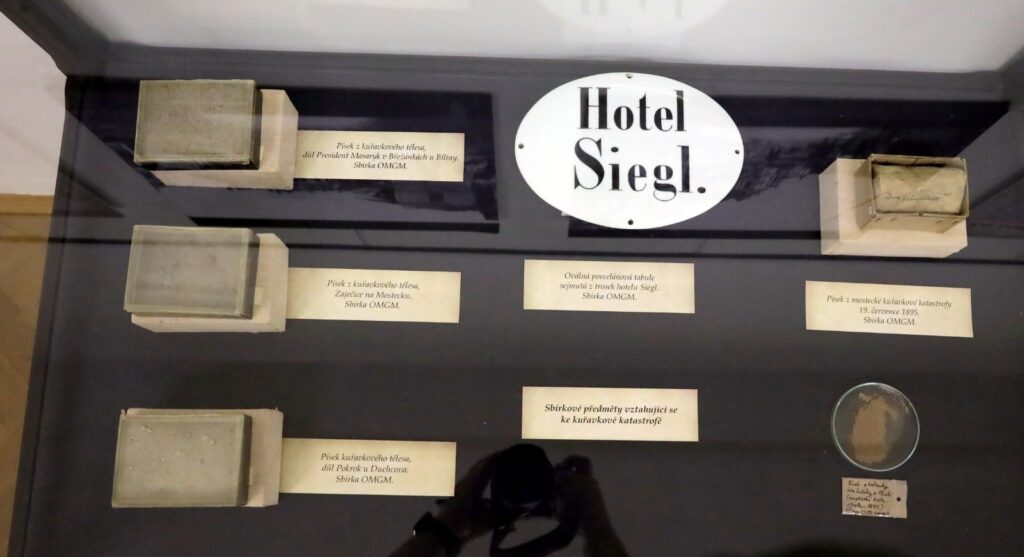 Hotel
Siegl.
Písek z kuřavkového tělesa,
důl President Masaryk v Břežánkách u Bíliny.
Sbírka OMGM.
Písek z kuřavkového tělesa,
Zaječice na Mostecku.
Sbírka OMGM.
Oválná porcelánová tabule
sejmutá z trosek hotelu Siegl.
Sbírka OMGM.
Písek z mostecké kuřavkové katastrofy
19. července 1895.
Sbírka OMGM.
Sbírkové předměty vztahující se
ke kuřavkové katastrofě
Písek kuřavkového tělesa,
důl Pokrok u Duchcova.
Sbírka OMGM.